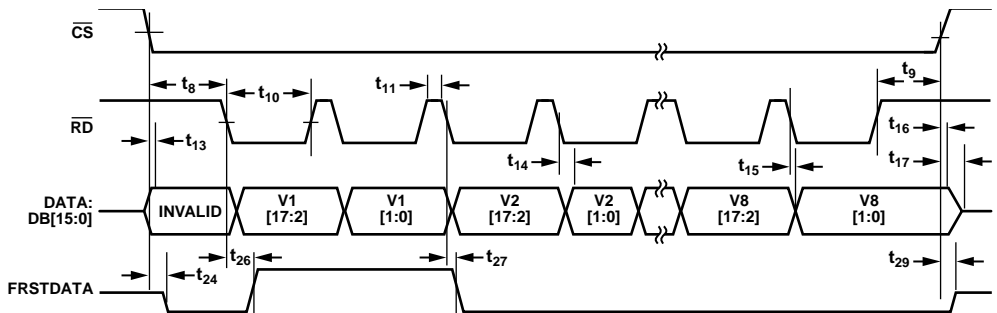 CS
t8
t10
t11
t9
RD
t13
t14
t15
t16
t17
DATA:
DB[15:0]
INVALID
V1
[17:2]
V1
[1:0]
V2
[17:2]
V2
[1:0]
V8
[17:2]
V8
[1:0]
t24
t26
t27
t29
FRSTDATA